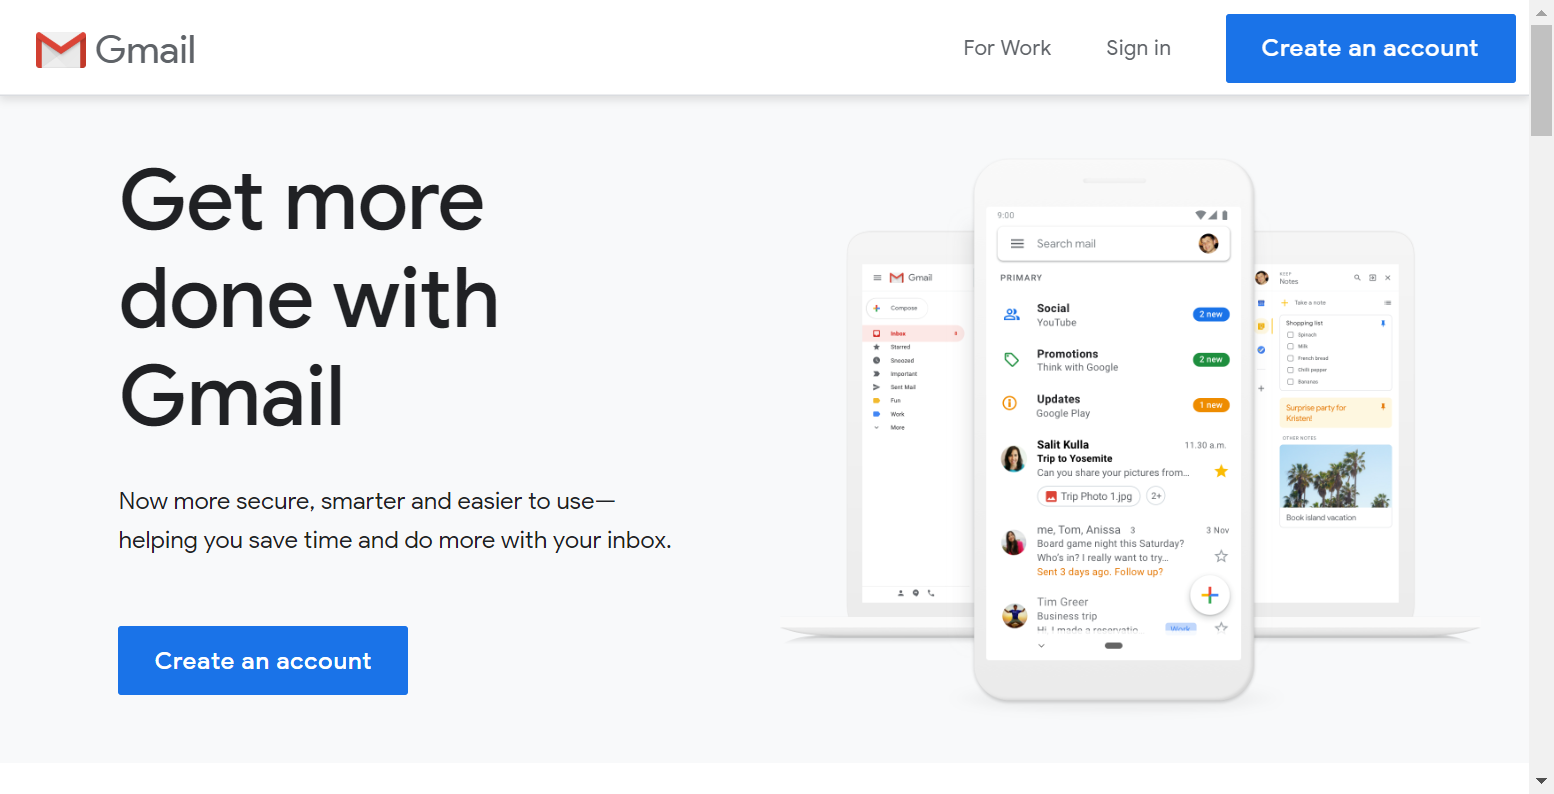 Gmail
For Work
Sign in
Create an account
Get more
done with
Gmail
Now more secure, smarter and easier to use—
helping you save time and do more with your inbox.
Create an account
Gmail
Compose
Inbox
Starred
Snoozed
Important
Sent Mail
Fun
Work
More
9:00
Search mail
PRIMARY
Social
YouTube
2 new
Promotions
Think with Google
2 new
Updates
Google Play
1 new
Salit Kulla
11.30 a.m.
Trip to Yosemite
Can you share your pictures from...
Trip Photo 1.jpg
2+
me, Tom, Anissa 3
3 Nov
Board game night this Saturday?
Who's in? I really want to try...
Sent 3 days ago. Follow up?
Tim Greer
Business trip
Hi, I made a reservatio
Work
KEEP
Notes
Take a note
Shopping list
Spinach
Milk
French bread
Chilli pepper
Bananas
Surprise party for
Kristen!
OTHER NOTES
Book island vacation